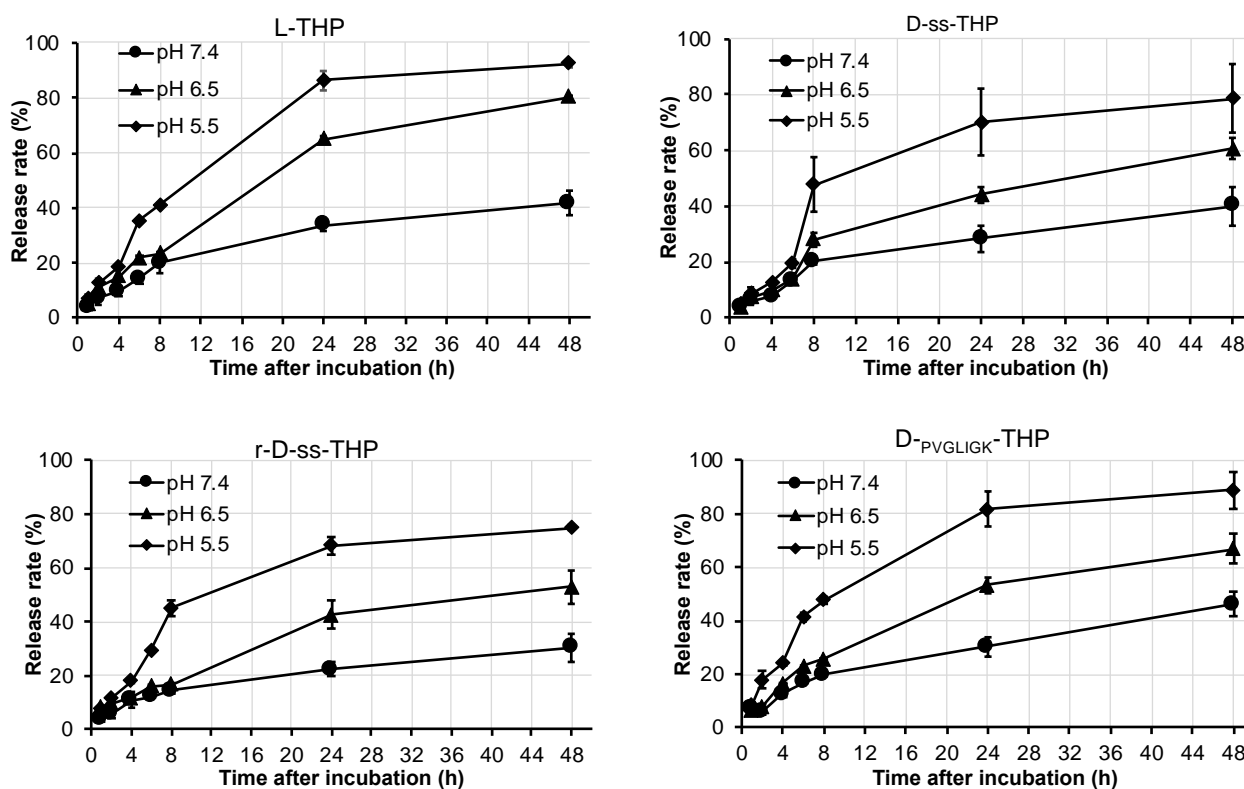 L-THP
pH 7.4
pH 6.5
pH 5.5
Release rate (%)
100
80
60
40
20
0
0 4 8 12 16 20 24 28 32 36 40 44 48
Time after incubation (h)
D-ss-THP
pH 7.4
pH 6.5
pH 5.5
Release rate (%)
100
80
60
40
20
0
0 4 8 12 16 20 24 28 32 36 40 44 48
Time after incubation (h)
r-D-ss-THP
pH 7.4
pH 6.5
pH 5.5
Release rate (%)
100
80
60
40
20
0
0 4 8 12 16 20 24 28 32 36 40 44 48
Time after incubation (h)
D-PVGLIGK-THP
pH 7.4
pH 6.5
pH 5.5
Release rate (%)
100
80
60
40
20
0
0 4 8 12 16 20 24 28 32 36 40 44 48
Time after incubation (h)